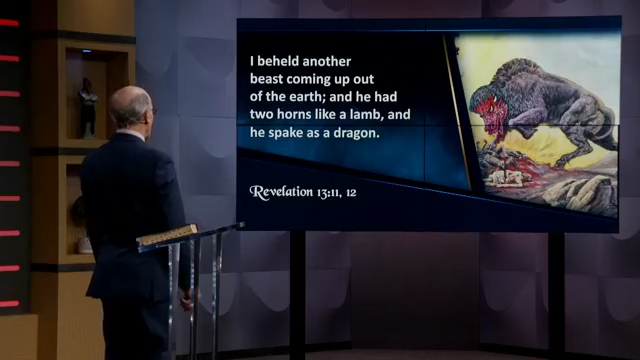 I beheld another
beast coming up out
of the earth; and he had
two horns like a lamb, and
he spake as a dragon.
Revelation 13:11, 12